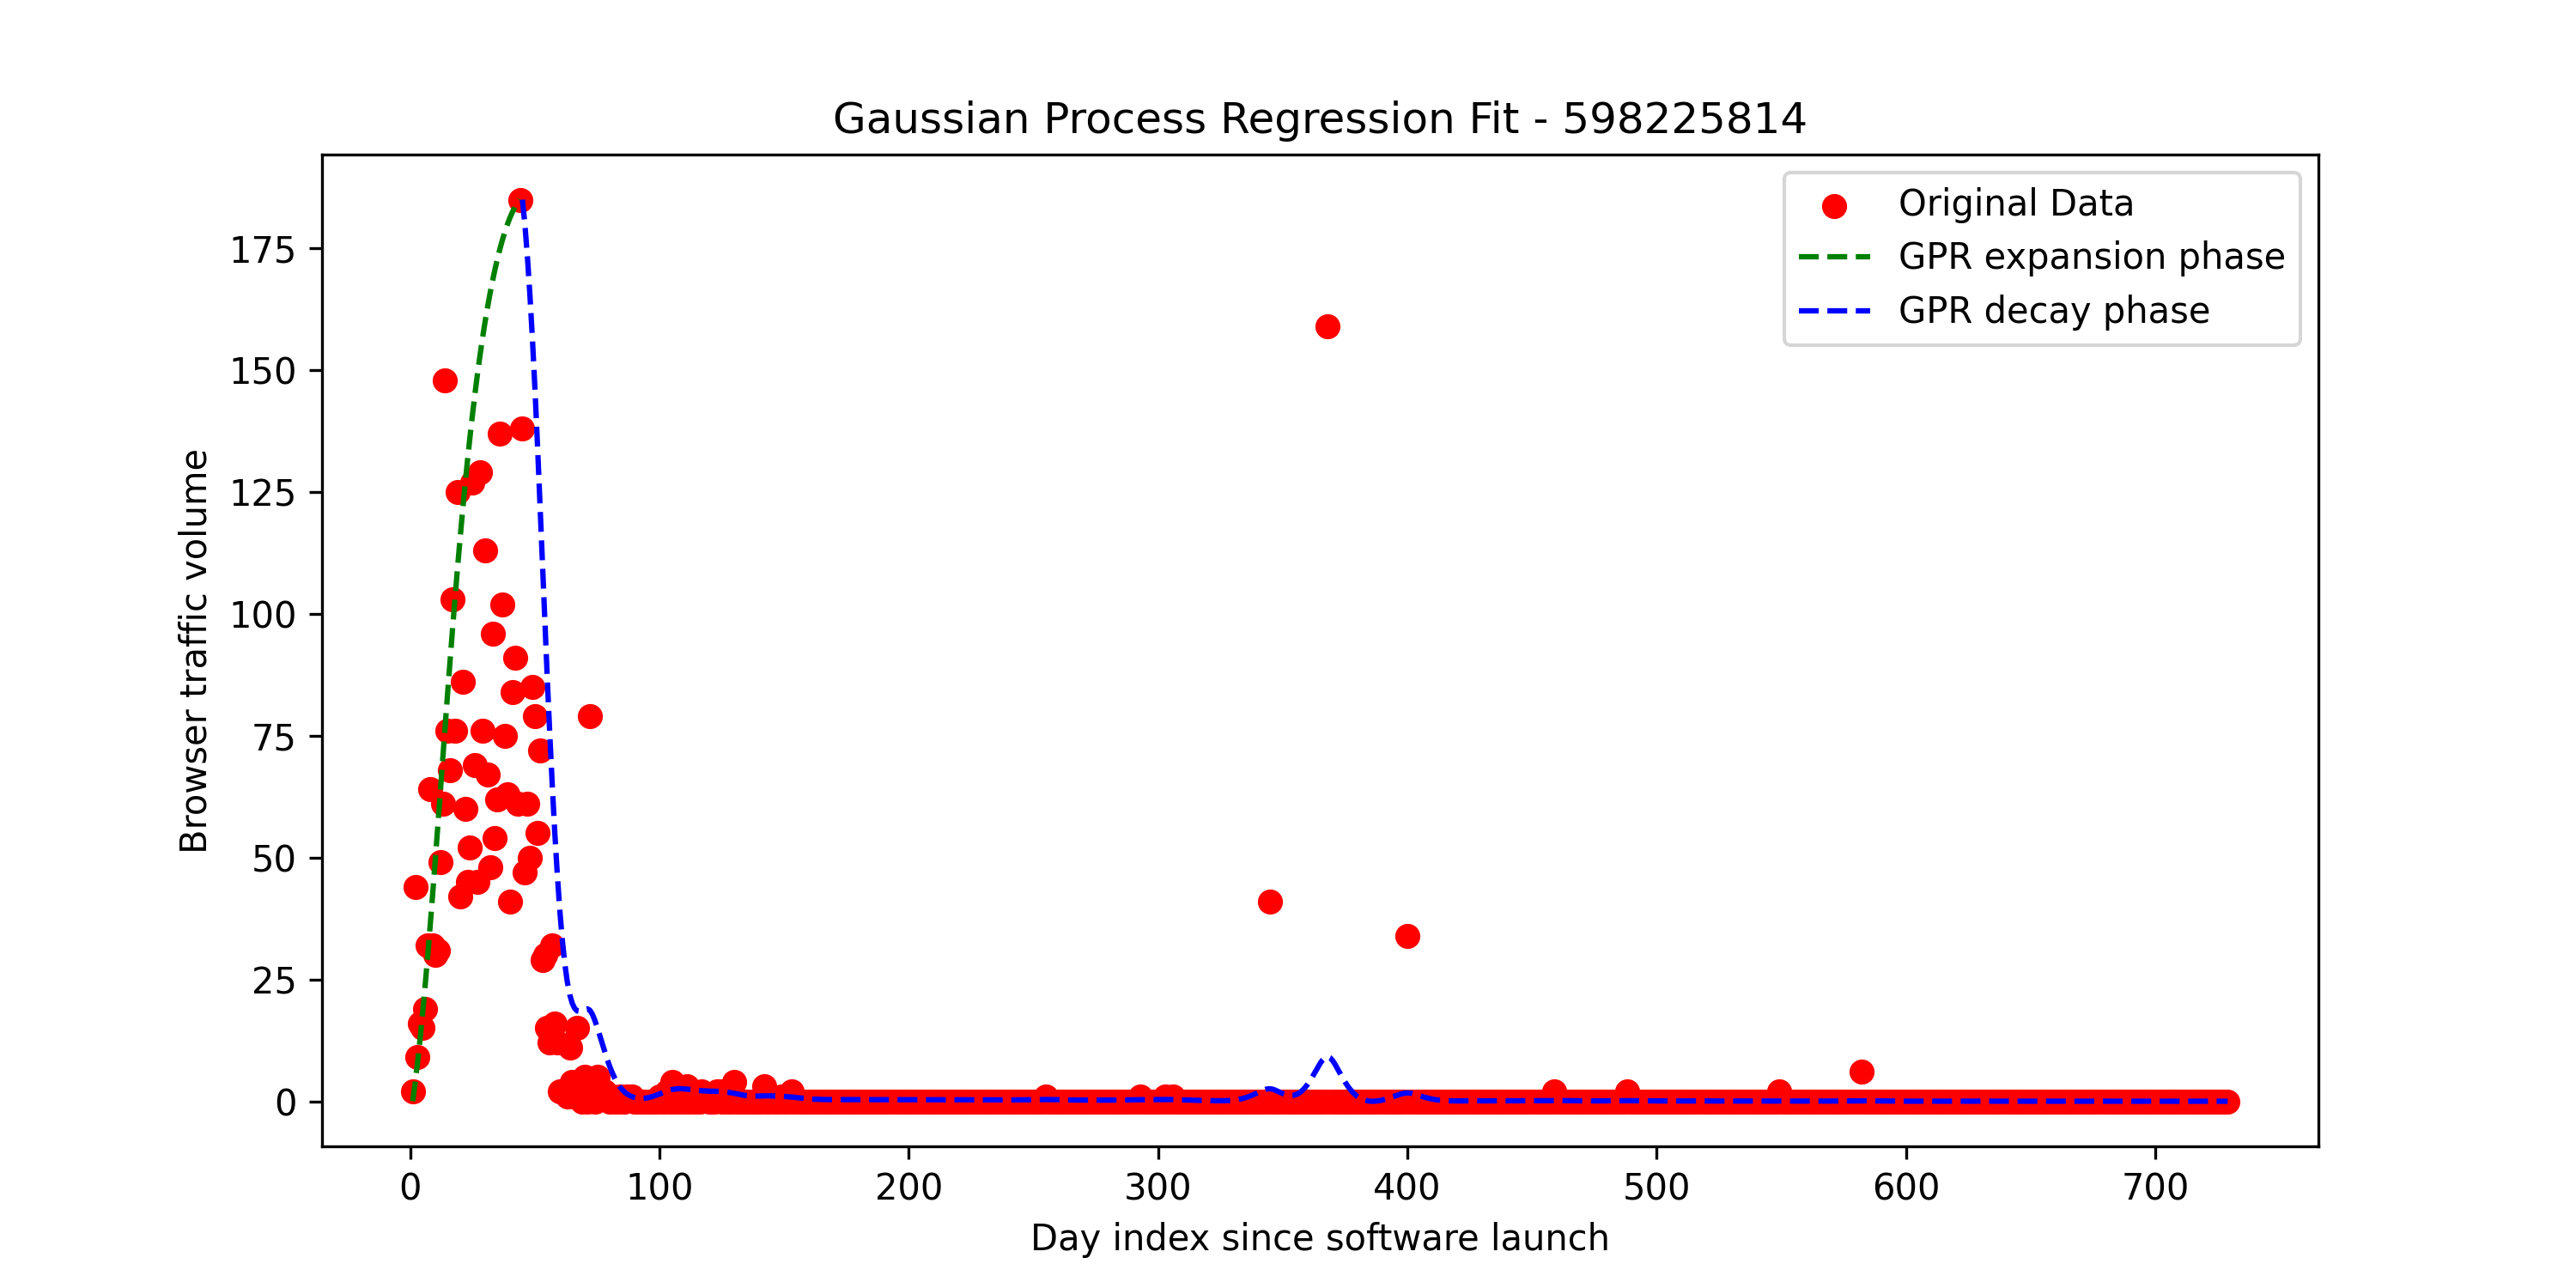 Gaussian Process Regression Fit - 598225814
Original Data
GPR expansion phase
GPR decay phase
Browser traffic volume
175
150
125
100
75
50
25
0
0 100 200 300 400 500 600 700
Day index since software launch